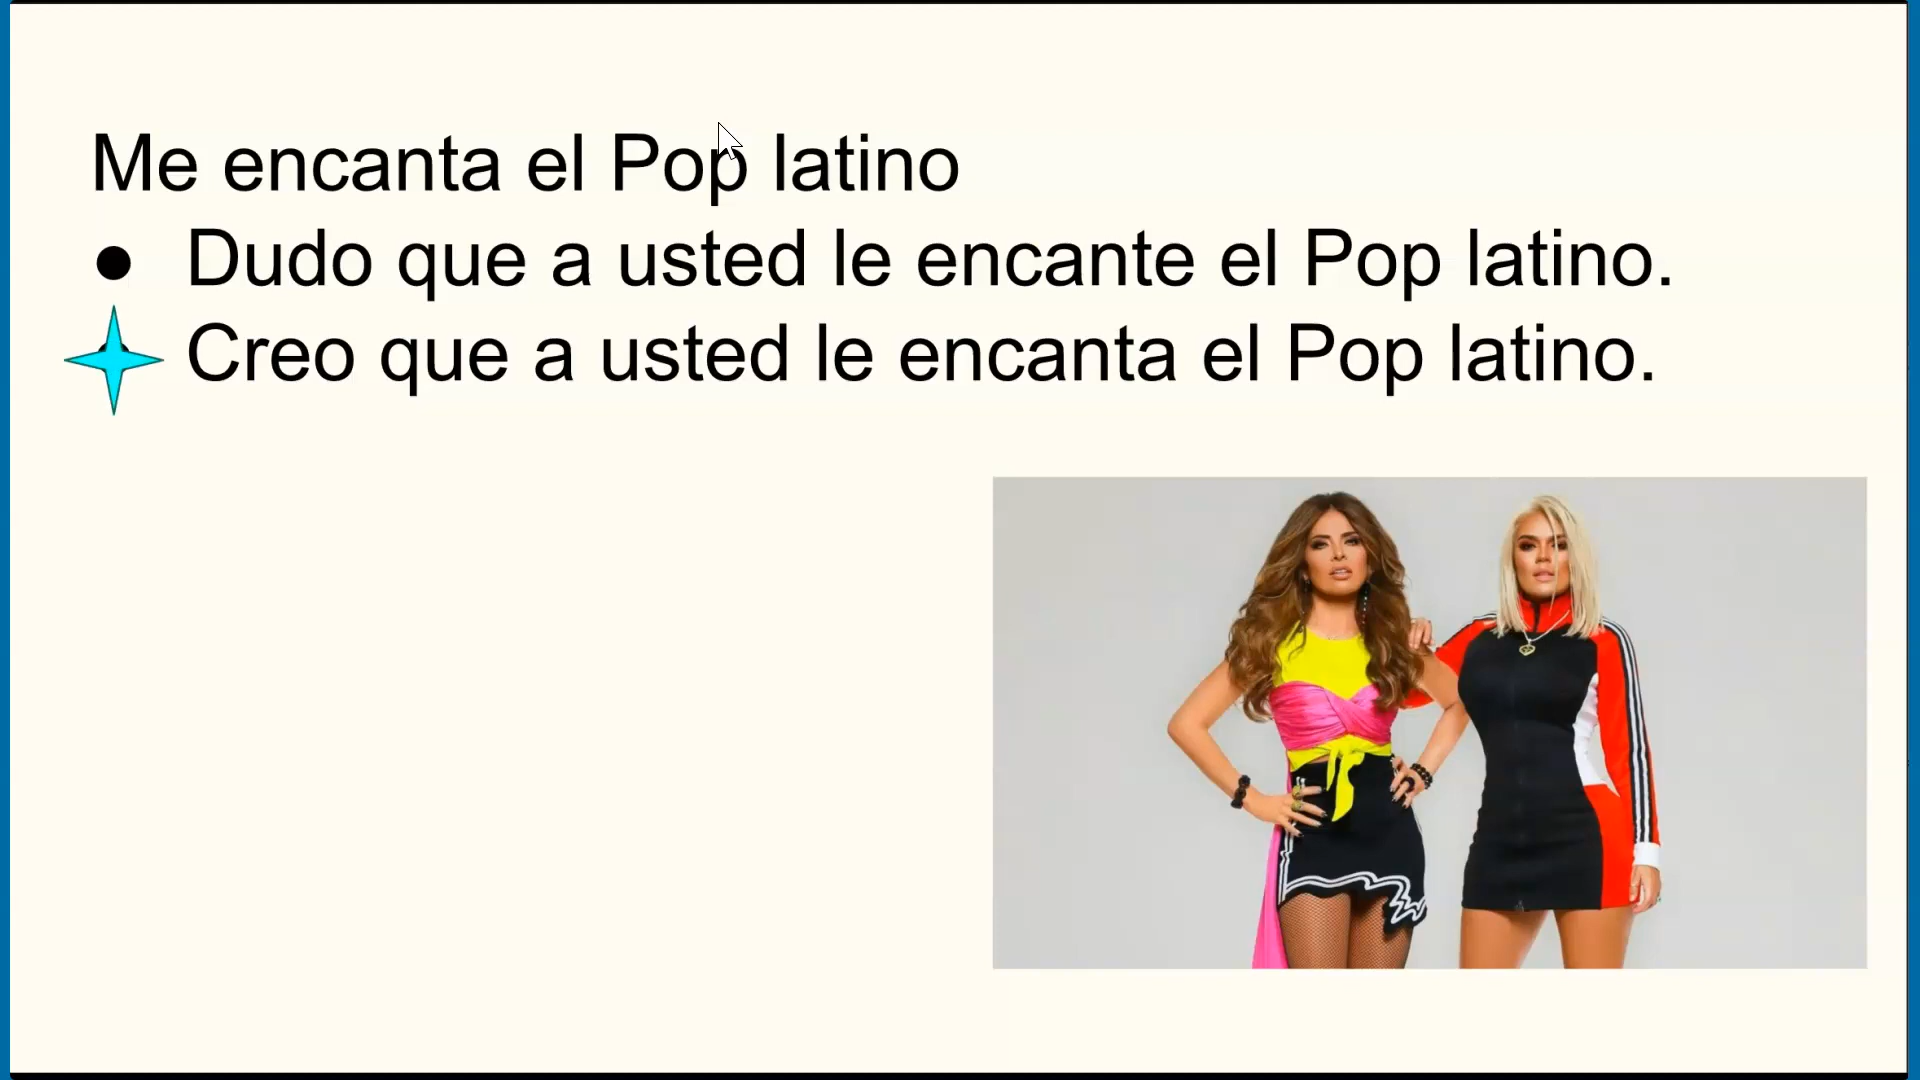 Me encanta el Pop latino
● Dudo que a usted le encante el Pop latino.
Creo que a usted le encanta el Pop latino.